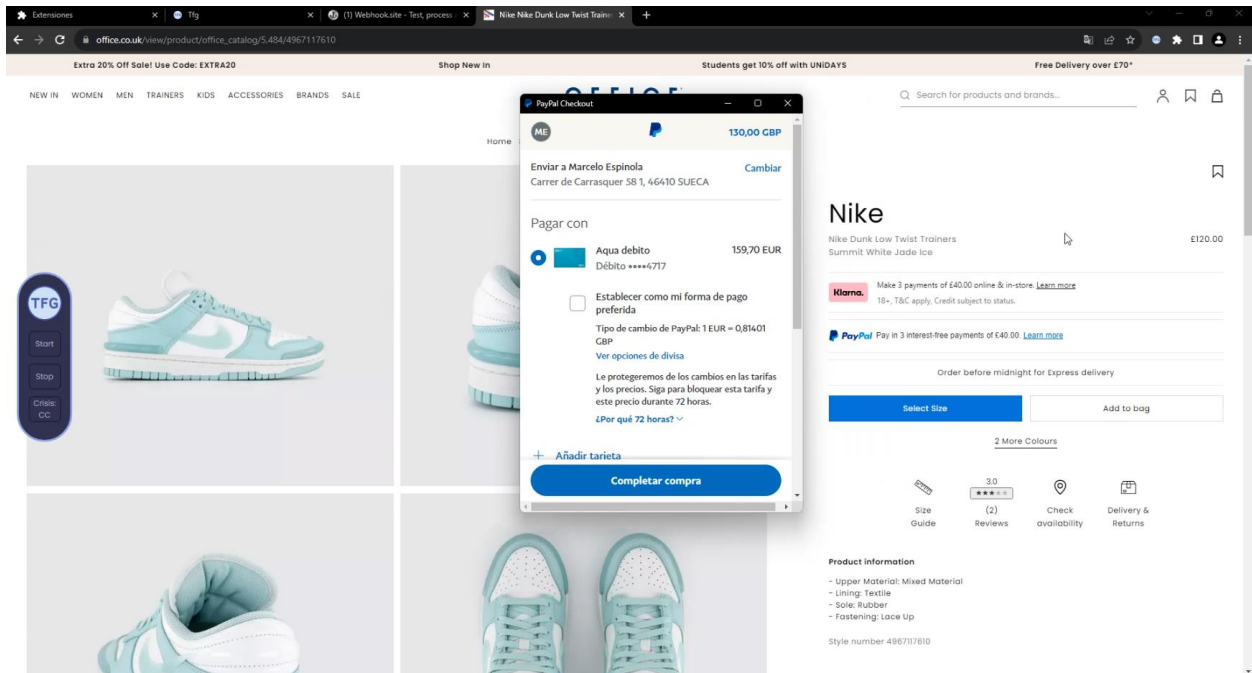 Extensiones
Tfg
(1) Webhook.site - Test, process
Nike Nike Dunk Low Twist Traine
office.co.uk/view/product/office_catalog/5,484/4967117610
Extra 20% Off Sale! Use Code: EXTRA20
Shop New In
Students get 10% off with UNiDAYS
Free Delivery over £70*
NEW IN WOMEN MEN TRAINERS KIDS ACCESSORIES BRANDS SALE
OFFICE
Search for products and brands...
Home
PayPal Checkout
ME
130,00 GBP
Enviar a Marcelo Espinola
Cambiar
Carrer de Carrasquer 58 1, 46410 SUECA
Pagar con
Aqua debito
159,70 EUR
Débito ••••4717
Establecer como mi forma de pago
preferida
Tipo de cambio de PayPal: 1 EUR = 0,81401
GBP
Ver opciones de divisa
Le protegeremos de los cambios en las tarifas
y los precios. Siga para bloquear esta tarifa y
este precio durante 72 horas.
¿Por qué 72 horas?
+ Añadir tarjeta
Completar compra
TFG
Start
Stop
Crisis:
CC
Nike
Nike Dunk Low Twist Trainers
£120.00
Summit White Jade Ice
Klarna.
Make 3 payments of £40.00 online & in-store. Learn more
18+, T&C apply, Credit subject to status.
PayPal Pay in 3 interest-free payments of £40.00. Learn more
Order before midnight for Express delivery
Select Size
Add to bag
2 More Colours
3.0
Size
Guide
(2)
Reviews
Check
availability
Delivery &
Returns
Product information
- Upper Material: Mixed Material
- Lining: Textile
- Sole: Rubber
- Fastening: Lace Up
Style number 4967117610